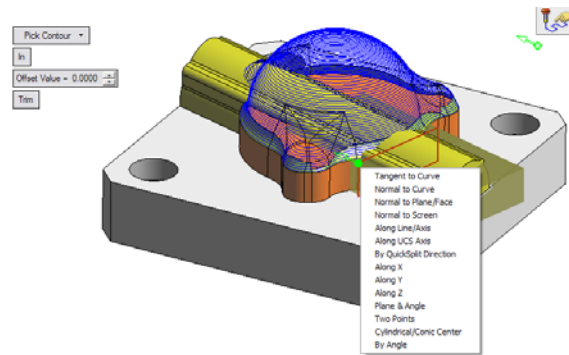 Pick Contour
In
Offset Value = 0.0000
Trim
Tangent to Curve
Normal to Curve
Normal to Plane/Face
Normal to Screen
Along Line/Axis
Along UCS Axis
By QuickSplit Direction
Along X
Along Y
Along Z
Plane & Angle
Two Points
Cylindrical/Conic Center
By Angle